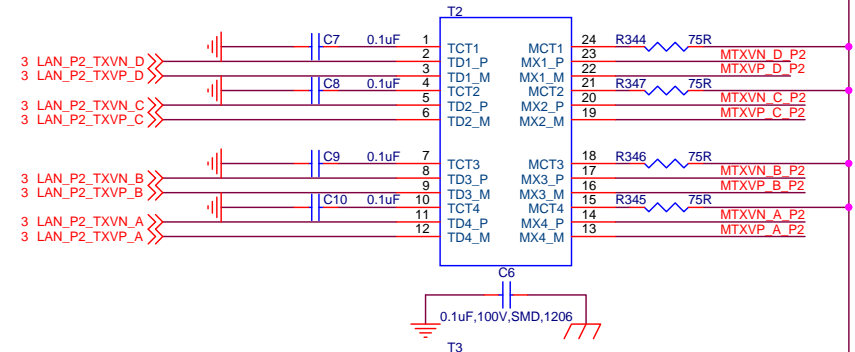 T2
C7 0.1uF 1 TCT1 MCT1 24 R344 75R
3 LAN_P2_TXVN_D 2 TD1_P MX1_P 23 MTXVN_D_P2
3 LAN_P2_TXVP_D 3 TD1_M MX1_M 22 MTXVP_D_P2
C8 0.1uF 4 TCT2 MCT2 21 R347 75R
3 LAN_P2_TXVN_C 5 TD2_P MX2_P 20 MTXVN_C_P2
3 LAN_P2_TXVP_C 6 TD2_M MX2_M 19 MTXVP_C_P2
C9 0.1uF 7 TCT3 MCT3 18 R346 75R
3 LAN_P2_TXVN_B 8 TD3_P MX3_P 17 MTXVN_B_P2
3 LAN_P2_TXVP_B 9 TD3_M MX3_M 16 MTXVP_B_P2
C10 0.1uF 10 TCT4 MCT4 15 R345 75R
3 LAN_P2_TXVN_A 11 TD4_P MX4_P 14 MTXVN_A_P2
3 LAN_P2_TXVP_A 12 TD4_M MX4_M 13 MTXVP_A_P2
C6
0.1uF,100V,SMD,1206
T3